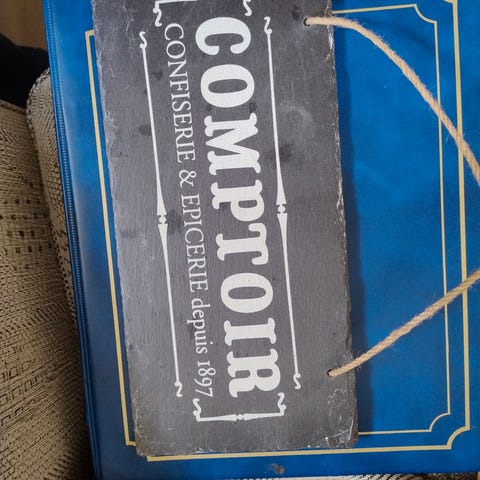 COMPTOIR
CONFISERIE & EPICERIE depuis 1897